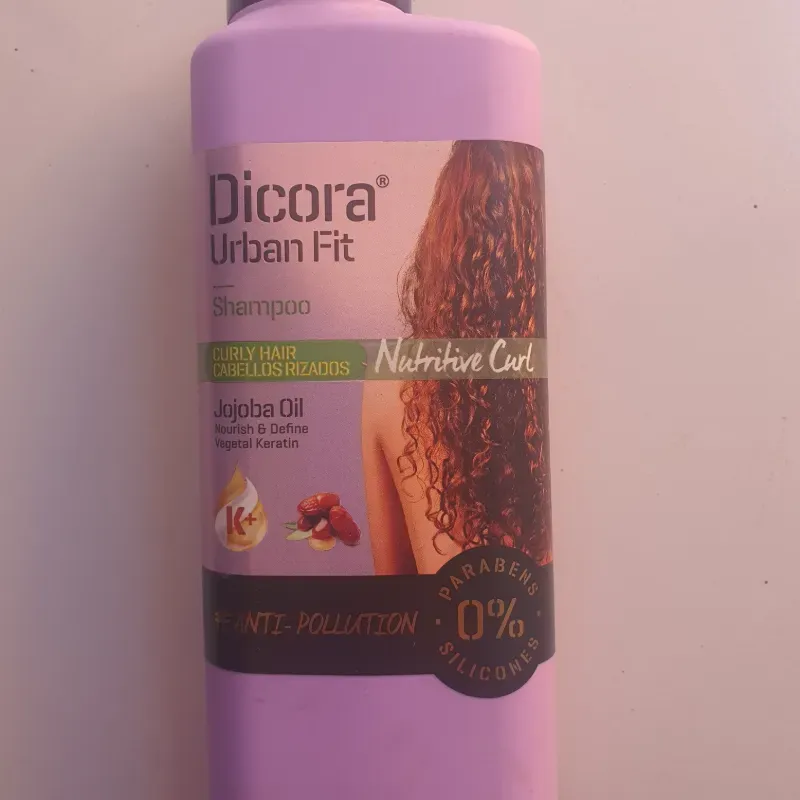 Dicora®
Urban Fit
Shampoo
CURLY HAIR
CABELLOS RIZADOS
Nutritive Curl
Jojoba Oil
Nourish & Define
Vegetal Keratin
K+
ANTI-POLLUTION
PARABENS
0%
SILICONES